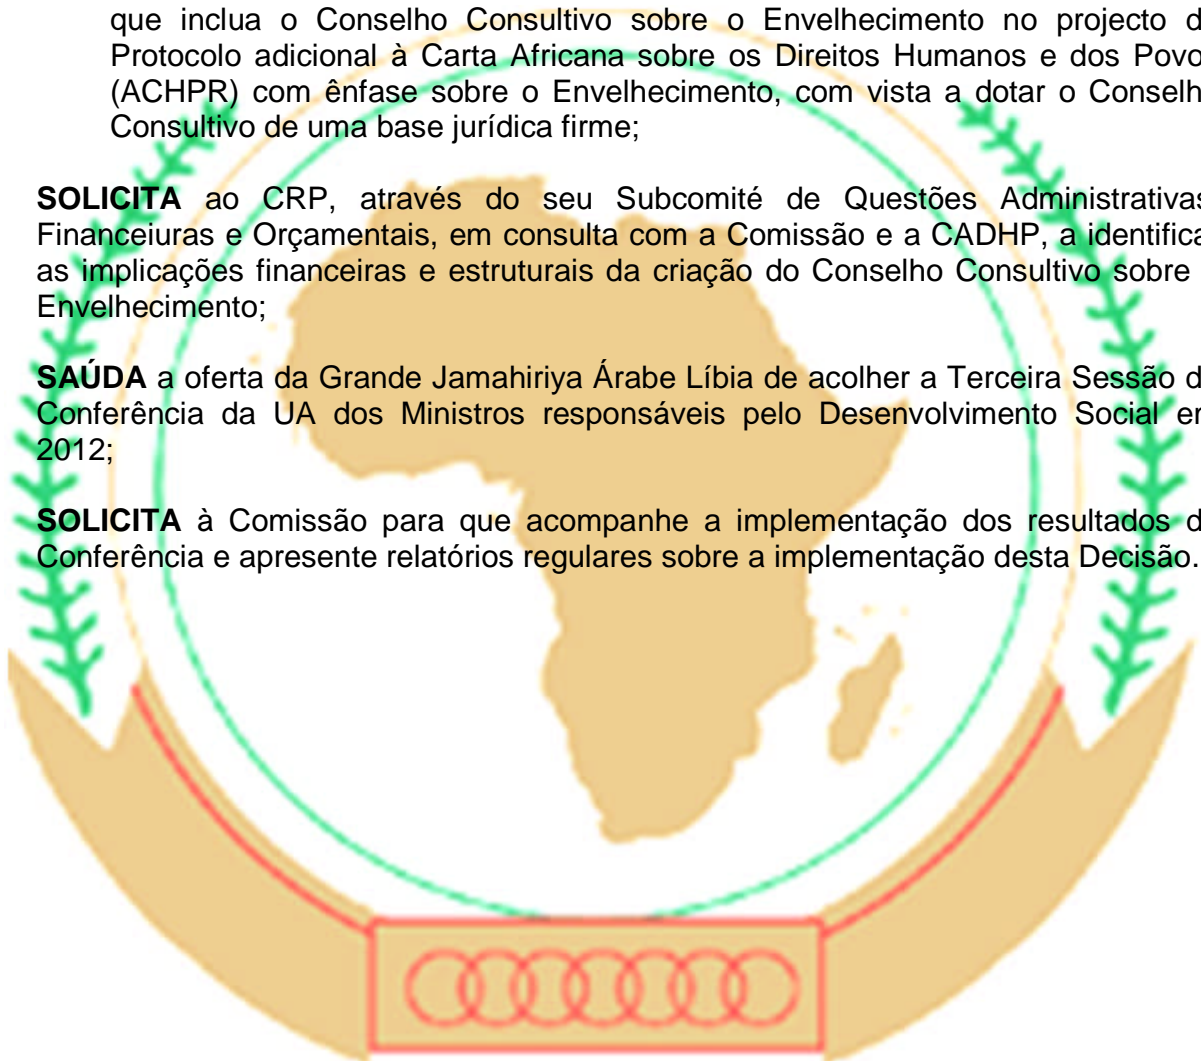 que inclua o Conselho Consultivo sobre o Envelhecimento no projecto d
Protocolo adicional à Carta Africana sobre os Direitos Humanos e dos Povo
(ACHPR) com ênfase sobre o Envelhecimento, com vista a dotar o Conselh
Consultivo de uma base jurídica firme;
SOLICITA ao CRP, através do seu Subcomité de Questões Administrativas
Financeiuras e Orçamentais, em consulta com a Comissão e a CADHP, a identifica
as implicações financeiras e estruturais da criação do Conselho Consultivo sobre
Envelhecimento;
SAÚDA a oferta da Grande Jamahiriya Árabe Líbia de acolher a Terceira Sessão d
Conferência da UA dos Ministros responsáveis pelo Desenvolvimento Social e
2012;
SOLICITA à Comissão para que acompanhe a implementação dos resultados d
Conferência e apresente relatórios regulares sobre a implementação desta Decisão.